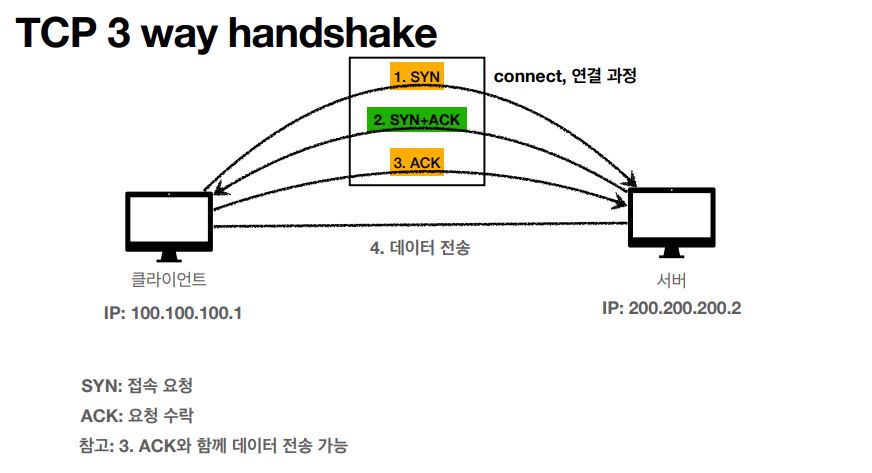 TCP 3 way handshake
1. SYN
connect, 연결 과정
2. SYN+ACK
3. ACK
4. 데이터 전송
클라이언트
서버
IP: 100.100.100.1
IP: 200.200.200.2
SYN: 접속 요청
ACK: 요청 수락
참고: 3. ACK와 함께 데이터 전송 가능